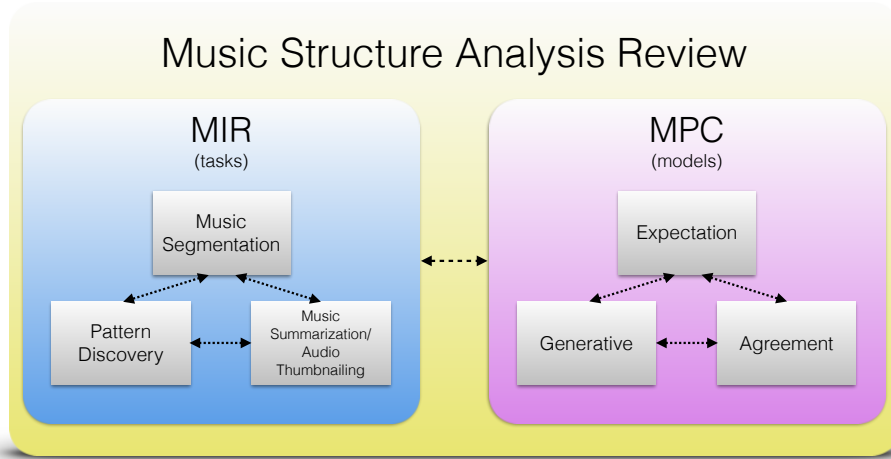 Music Structure Analysis Review
MIR
(tasks)
Music
Segmentation
Pattern
Discovery
Music
Summarization/
Audio
Thumbnailing
MPC
(models)
Expectation
Generative
Agreement